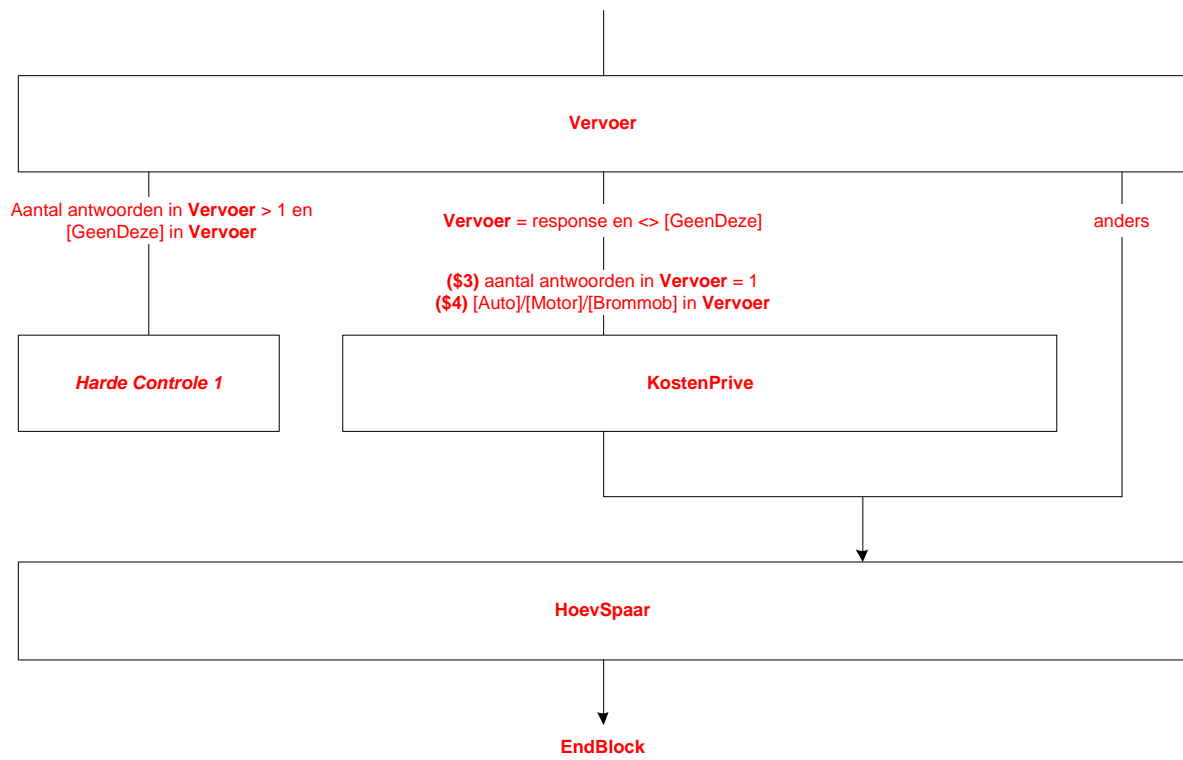 Vervoer
Aantal antwoorden in Vervoer > 1 en
[GeenDeze] in Vervoer
Vervoer = response en <> [GeenDeze]
anders
($3) aantal antwoorden in Vervoer = 1
($4) [Auto]/[Motor]/[Brommob] in Vervoer
Harde Controle 1
KostenPrive
HoevSpaar
EndBlock